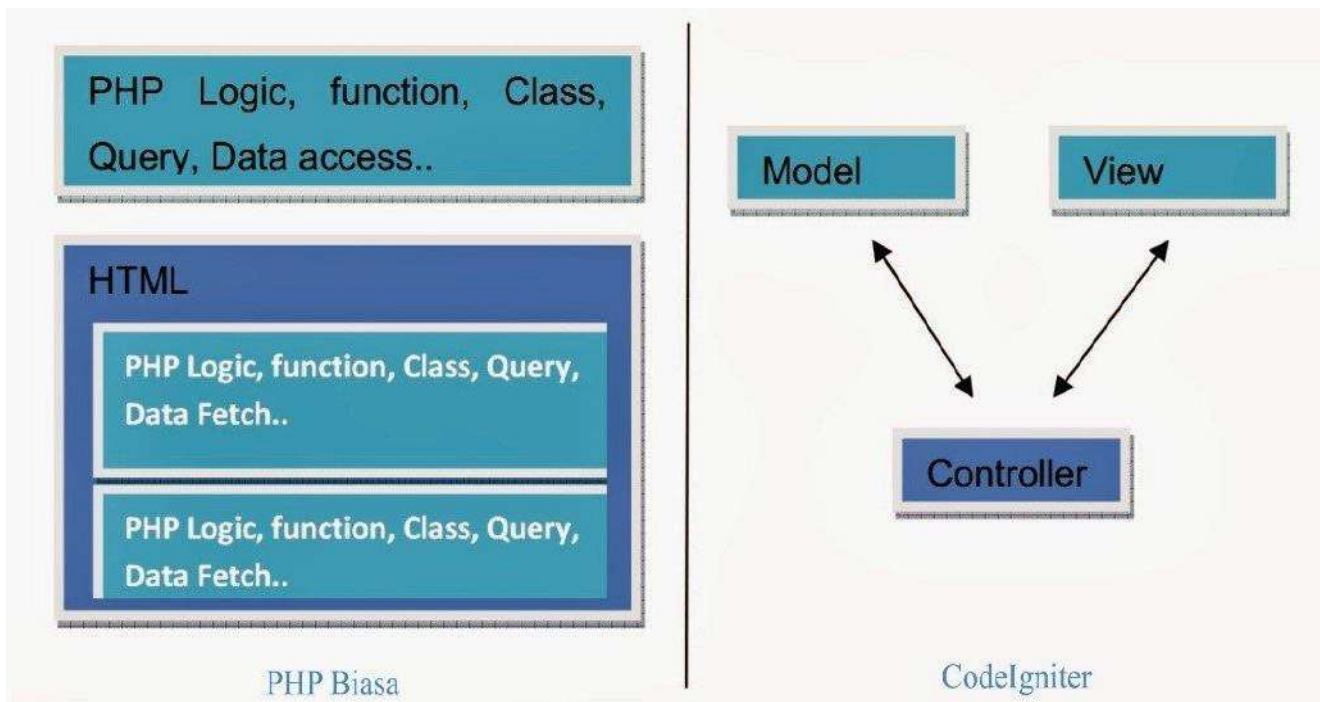 PHP Logic, function, Class,
Query, Data access..
HTML
PHP Logic, function, Class, Query,
Data Fetch..
PHP Logic, function, Class, Query,
Data Fetch..
PHP Biasa
Model
View
Controller
CodeIgniter